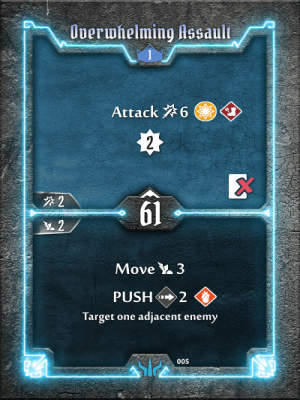 Overwhelming Assault
1
Attack 6
2
2
61
2
Move 3
PUSH 2
Target one adjacent enemy
005